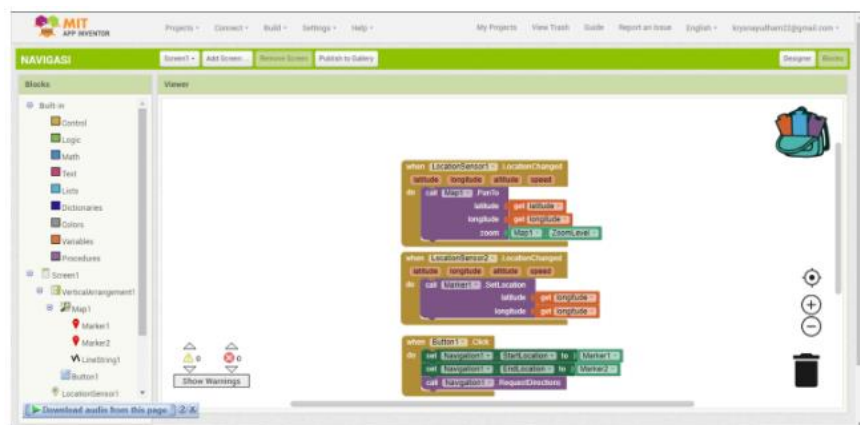 MIT
APP INVENTOR
Projects Connect Build Settings Help My Projects View Trash Guide Report an Issue English
NAVIGASI Screen1 Add Screen ... Remove Screen Publish to Gallery Designer Blocks
Blocks Viewer
Built-in
Control
Logic
Math
Text
Lists
Dictionaries
Colors
Variables
Procedures
Screen1
VerticalArrangement1
Map1
Marker1
Marker2
LineString1
Button1
LocationSensor1
when LocationSensor1 .LocationChanged
latitude longitude altitude speed
do call Map1 .PanTo
latitude get latitude
longitude get longitude
zoom Map1 . ZoomLevel
when LocationSensor2 .LocationChanged
latitude longitude altitude speed
do call Marker1 .SetLocation
latitude get longitude
longitude get longitude
when Button1 .Click
do set Navigation1 . StartLocation to Marker1
set Navigation1 . EndLocation to Marker2
call Navigation1 .RequestDirections
0 0
Show Warnings
Download audio from this page ? X